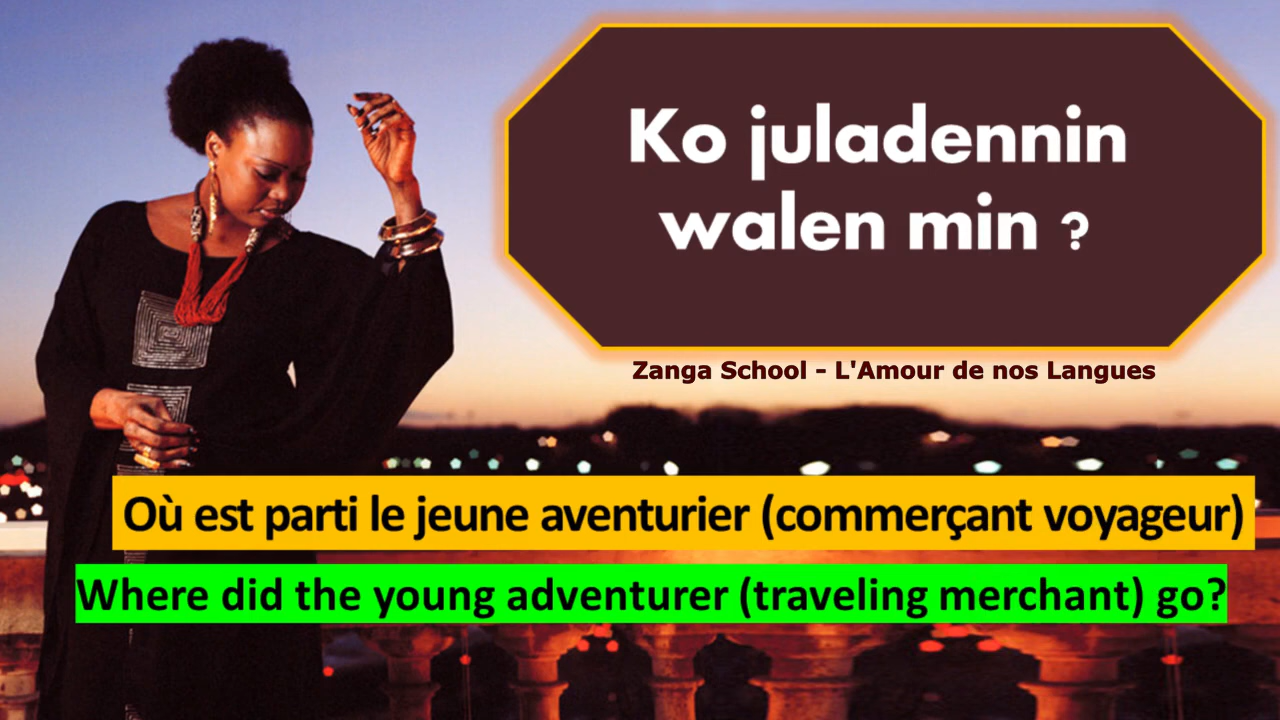 Ko juladennin
walen min ?
Zanga School - L'Amour de nos Langues
Où est parti le jeune aventurier (commerçant voyageur)
Where did the young adventurer (traveling merchant) go?